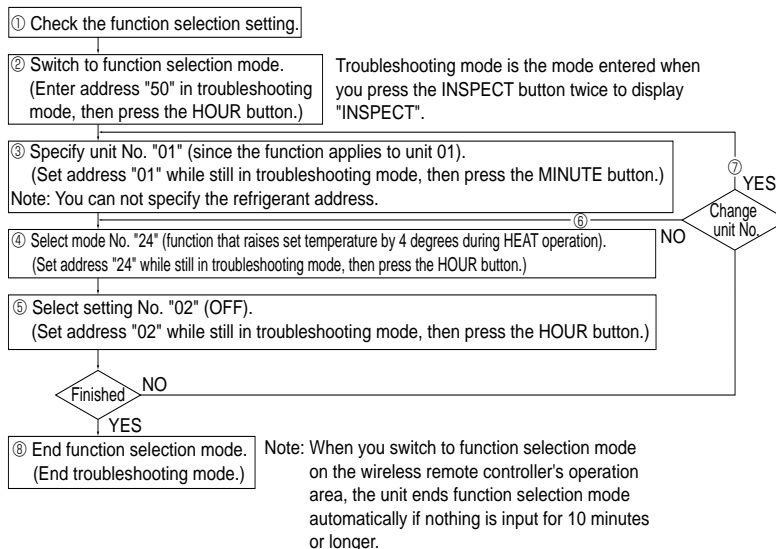 ① Check the function selection setting.
② Switch to function selection mode.
(Enter address "50" in troubleshooting
mode, then press the HOUR button.)
Troubleshooting mode is the mode entered when
you press the INSPECT button twice to display
"INSPECT".
③ Specify unit No. "01" (since the function applies to unit 01).
(Set address "01" while still in troubleshooting mode, then press the MINUTE button.)
Note: You can not specify the refrigerant address.
⑦
YES
Change
unit No.
⑥
NO
④ Select mode No. "24" (function that raises set temperature by 4 degrees during HEAT operation).
(Set address "24" while still in troubleshooting mode, then press the HOUR button.)
⑤ Select setting No. "02" (OFF).
(Set address "02" while still in troubleshooting mode, then press the HOUR button.)
Finished
NO
YES
⑧ End function selection mode.
(End troubleshooting mode.)
Note: When you switch to function selection mode
on the wireless remote controller's operation
area, the unit ends function selection mode
automatically if nothing is input for 10 minutes
or longer.